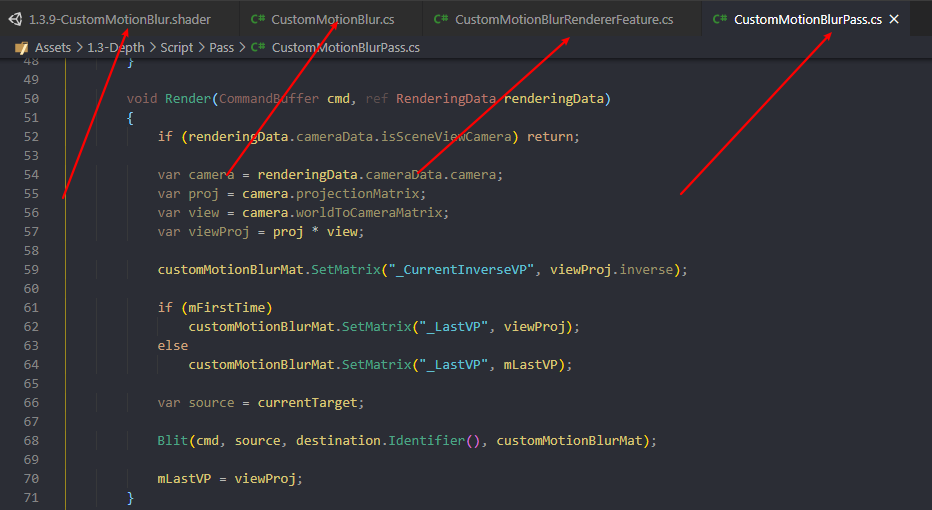 1.3.9-CustomMotionBlur.shader C# CustomMotionBlur.cs C# CustomMotionBlurRendererFeature.cs C# CustomMotionBlurPass.cs ×
Assets > 1.3-Depth > Script > Pass > C# CustomMotionBlurPass.cs
48 }
49
50 void Render(CommandBuffer cmd, ref RenderingData renderingData)
51 {
52 if (renderingData.cameraData.isSceneViewCamera) return;
53
54 var camera = renderingData.cameraData.camera;
55 var proj = camera.projectionMatrix;
56 var view = camera.worldToCameraMatrix;
57 var viewProj = proj * view;
58
59 customMotionBlurMat.SetMatrix("_CurrentInverseVP", viewProj.inverse);
60
61 if (mFirstTime)
62 customMotionBlurMat.SetMatrix("_LastVP", viewProj);
63 else
64 customMotionBlurMat.SetMatrix("_LastVP", mLastVP);
65
66 var source = currentTarget;
67
68 Blit(cmd, source, destination.Identifier(), customMotionBlurMat);
69
70 mLastVP = viewProj;
71 }